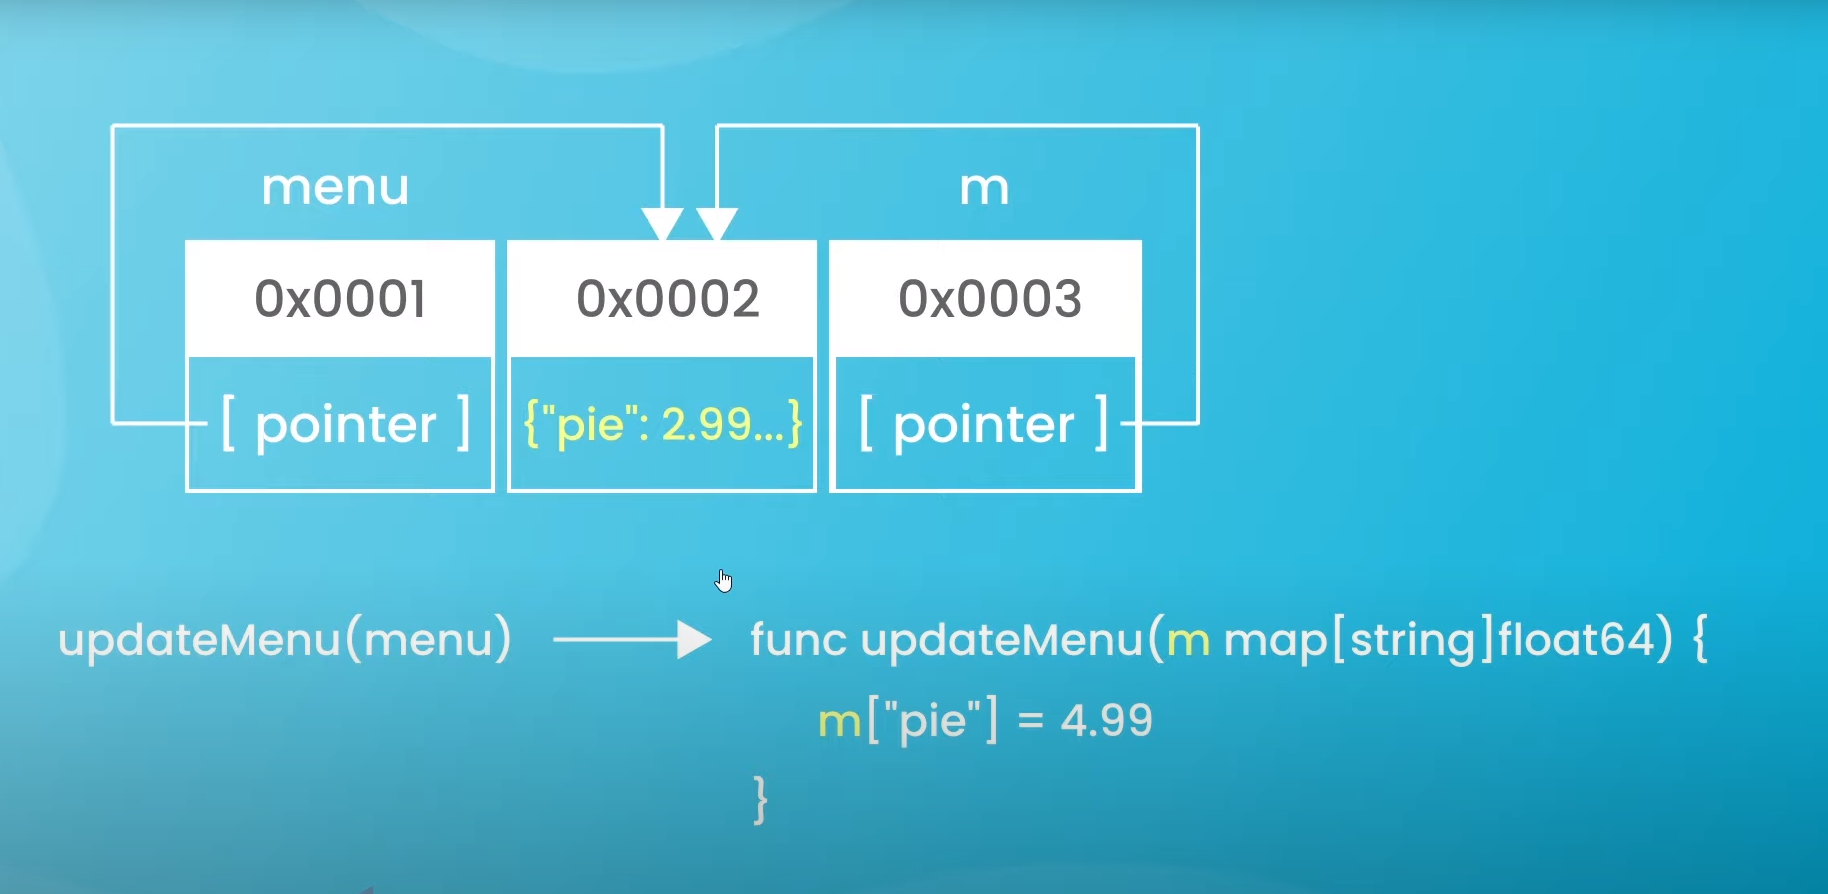 menu
m
0x0001
0x0002
0x0003
[ pointer ]
{"pie": 2.99...}
[ pointer ]
updateMenu(menu)
func updateMenu(m map[string]float64) {
m["pie"] = 4.99
}